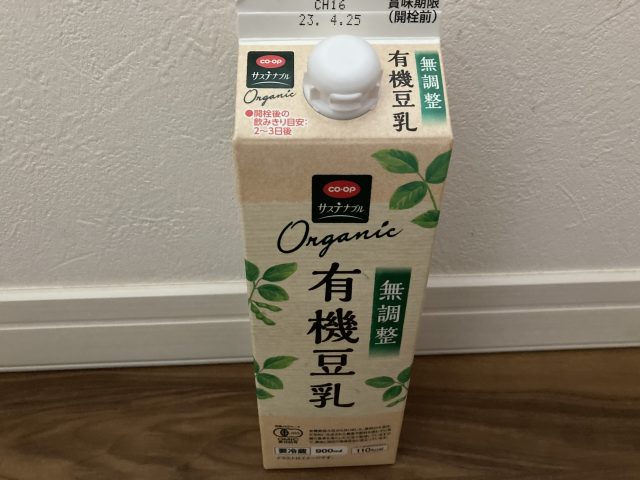 CH16
23. 4.25
賞味期限
(開栓前)
CO·OP
サステナブル
Organic
●開栓後の
飲みきり目安:
2〜3日後
有機豆乳
無調整
CO·OP
サステナブル
Organic
有機豆乳
無調整
要冷蔵 900ml
110